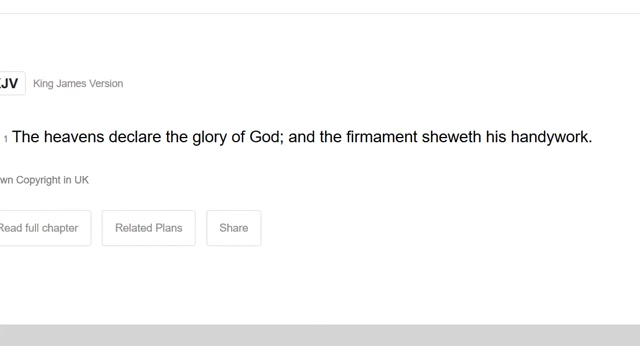 JV King James Version
1 The heavens declare the glory of God; and the firmament sheweth his handywork.
wn Copyright in UK
Read full chapter Related Plans Share